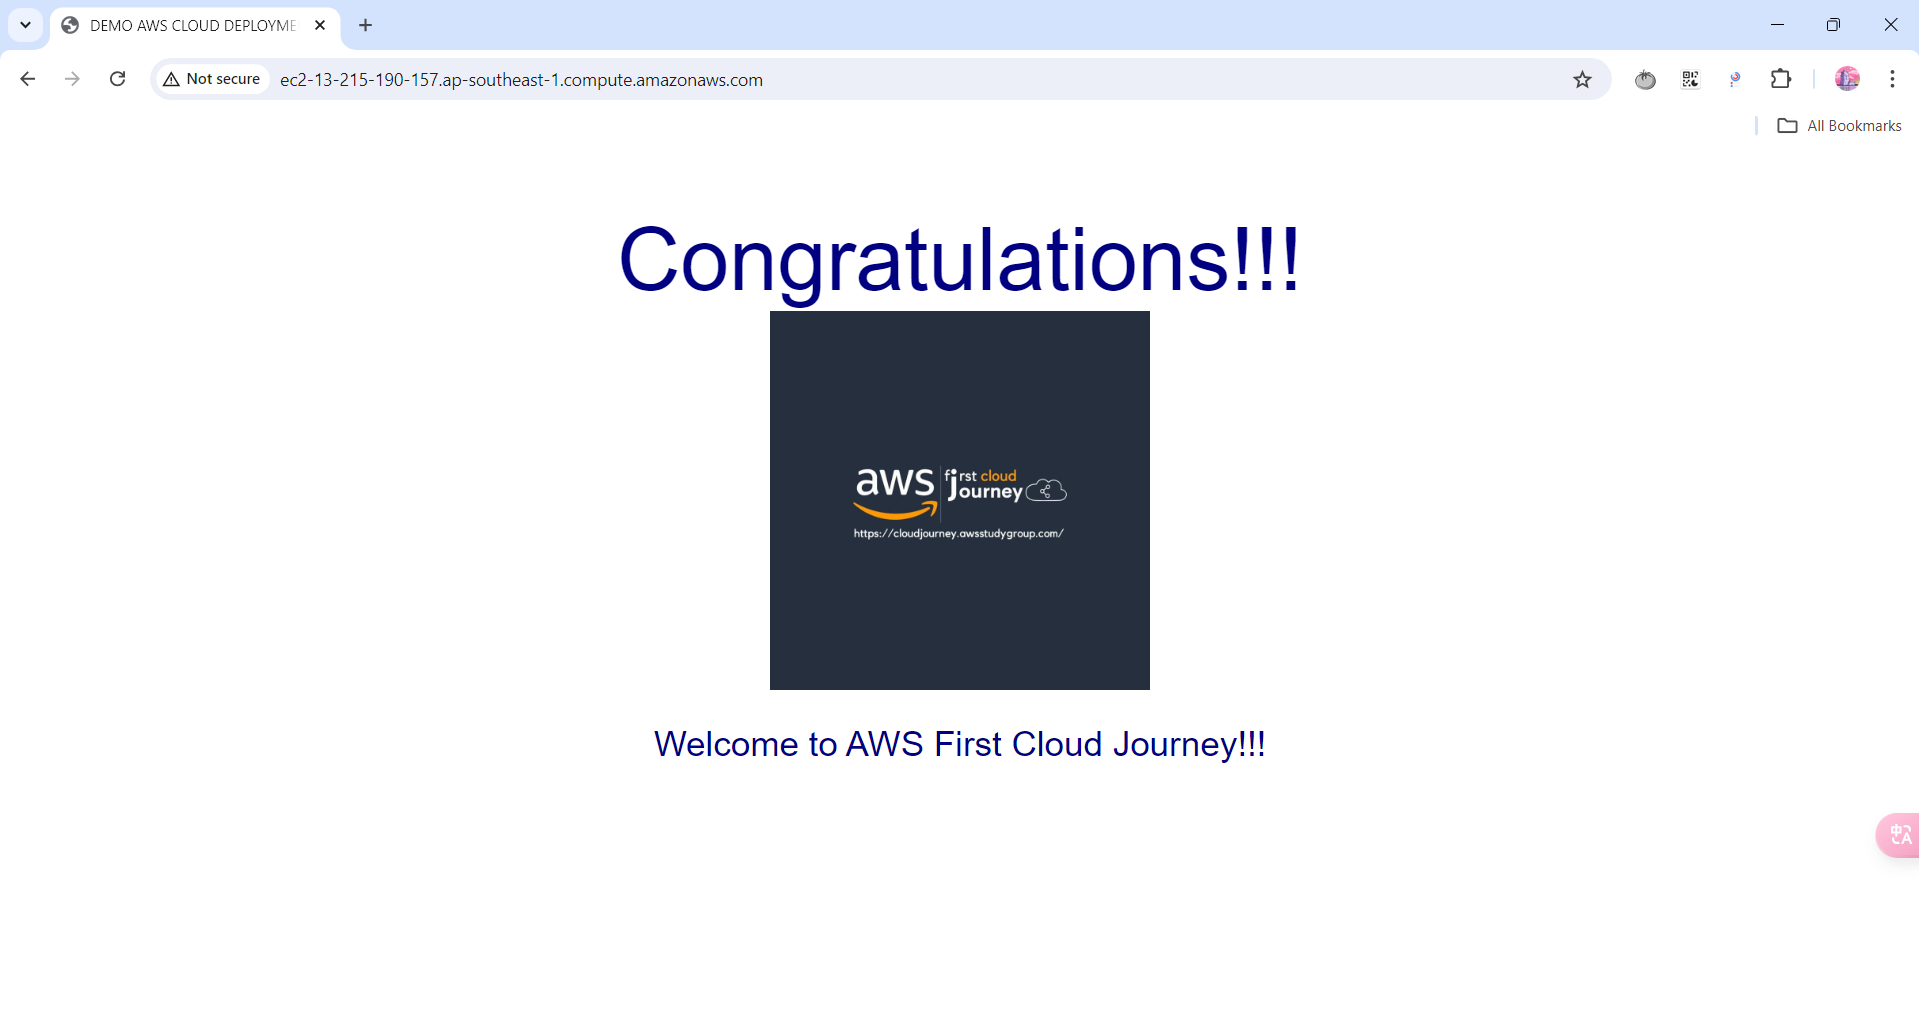 DEMO AWS CLOUD DEPLOYME
Not secure
ec2-13-215-190-157.ap-southeast-1.compute.amazonaws.com
All Bookmarks
Congratulations!!!
aws
first cloud
journey
https://cloudjourney.awsstudygroup.com/
Welcome to AWS First Cloud Journey!!!
中
A